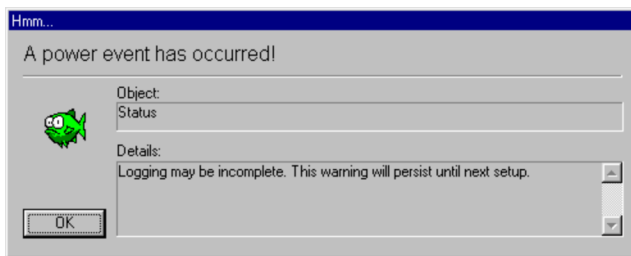 Hmm...
A power event has occurred!
Object:
Status
Details:
Logging may be incomplete. This warning will persist until next setup.
OK